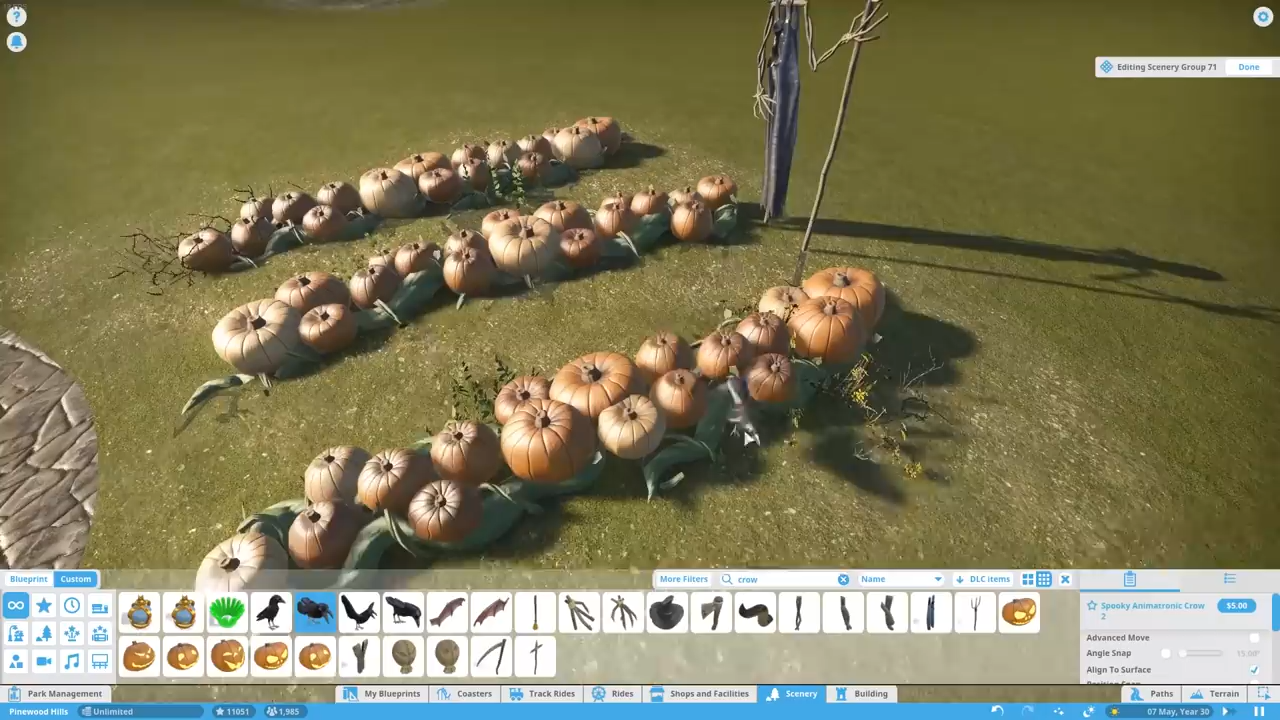 ?
Editing Scenery Group 71 Done
Blueprint Custom More Filters crow Name DLC items
Spooky Animatronic Crow 2 $5.00
Advanced Move
Angle Snap 15.00°
Align To Surface
Park Management My Blueprints Coasters Track Rides Rides Shops and Facilities Scenery Building Paths Terrain
Pinewood Hills Unlimited 11051 1,985 07 May, Year 30